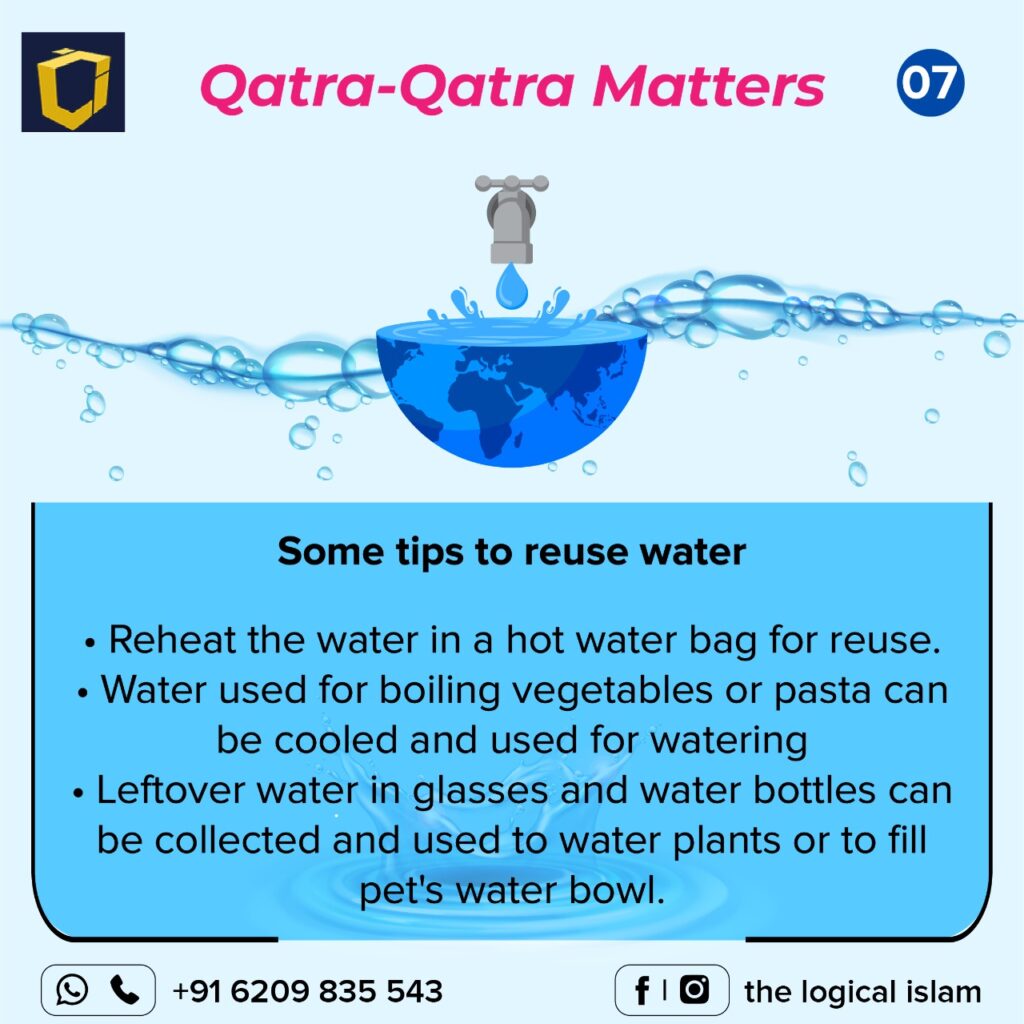 Qatra-Qatra Matters
07
Some tips to reuse water
• Reheat the water in a hot water bag for reuse.
• Water used for boiling vegetables or pasta can
be cooled and used for watering
• Leftover water in glasses and water bottles can
be collected and used to water plants or to fill
pet's water bowl.
+91 6209 835 543
f | the logical islam